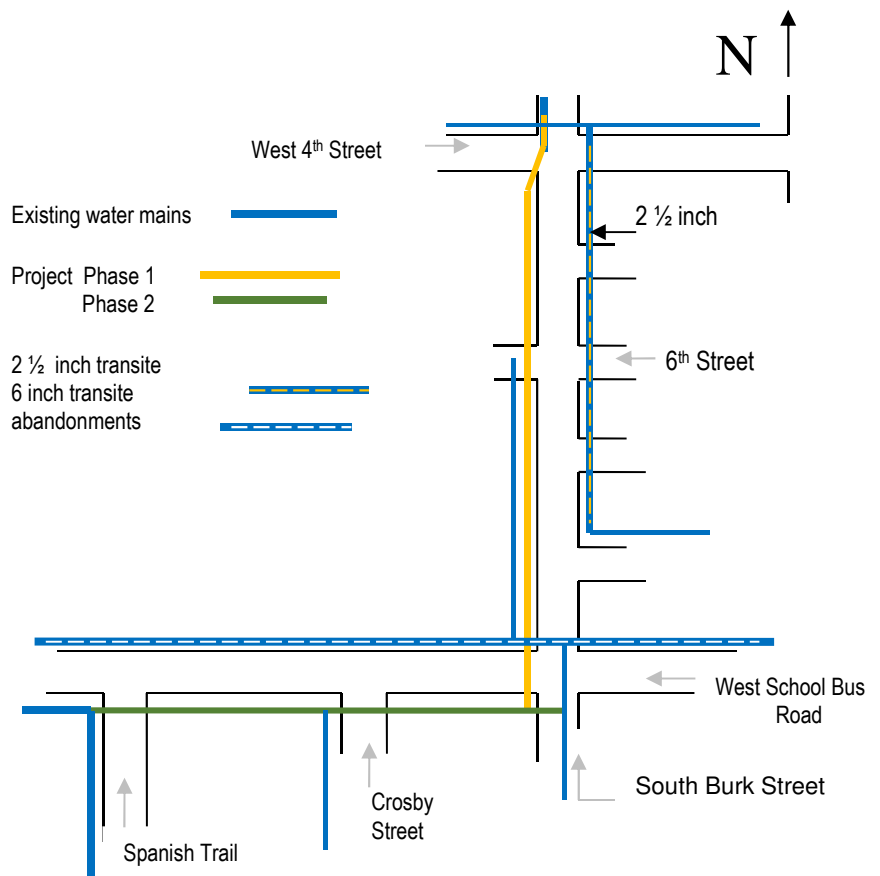 N
West 4th Street
Existing water mains
2 ½ inch
Project Phase 1
Phase 2
2 ½ inch transite
6 inch transite
abandonments
6th Street
West School Bus
Road
South Burk Street
Crosby
Street
Spanish Trail